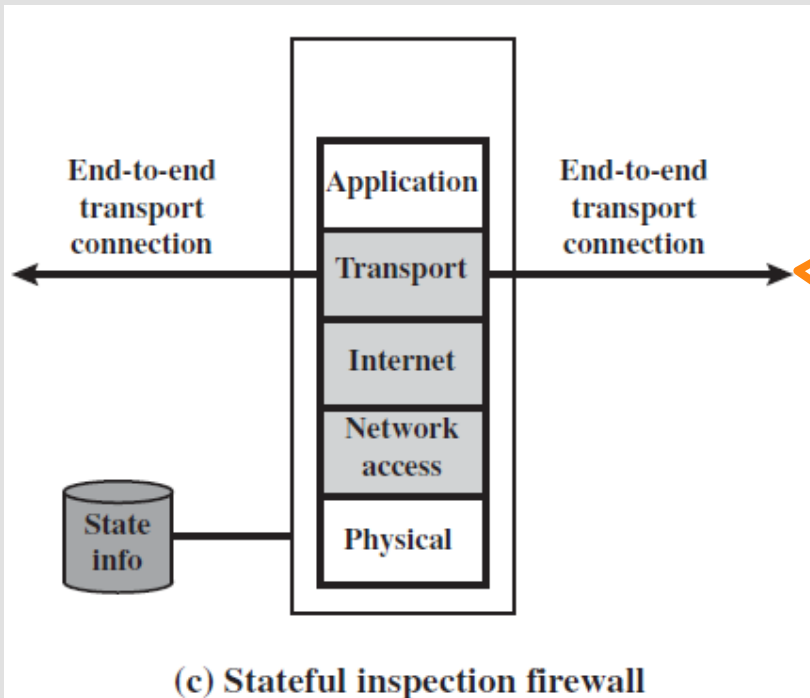 End-to-end
transport
connection
Application
End-to-end
transport
connection
Transport
Internet
Network
access
State
info
Physical
(c) Stateful inspection firewall